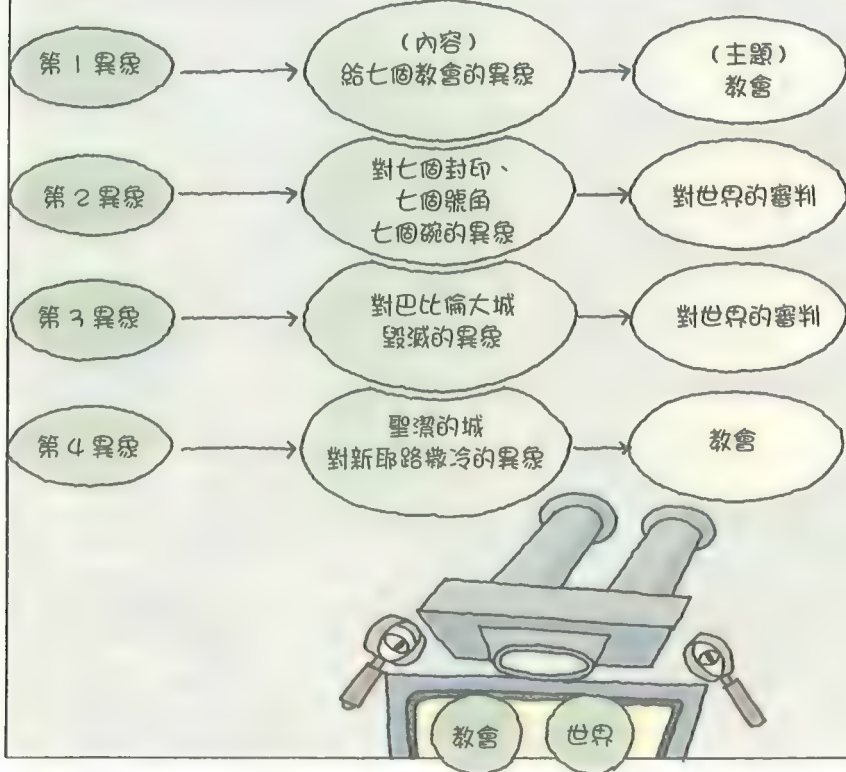 第1異象
（內容）
給七個教會的異象
（主題）
教會
第2異象
對七個封印、
七個號角
七個碗的異象
對世界的審判
第3異象
對巴比倫大城
毀滅的異象
對世界的審判
第4異象
聖潔的城
對新耶路撒冷的異象
教會
教會
世界